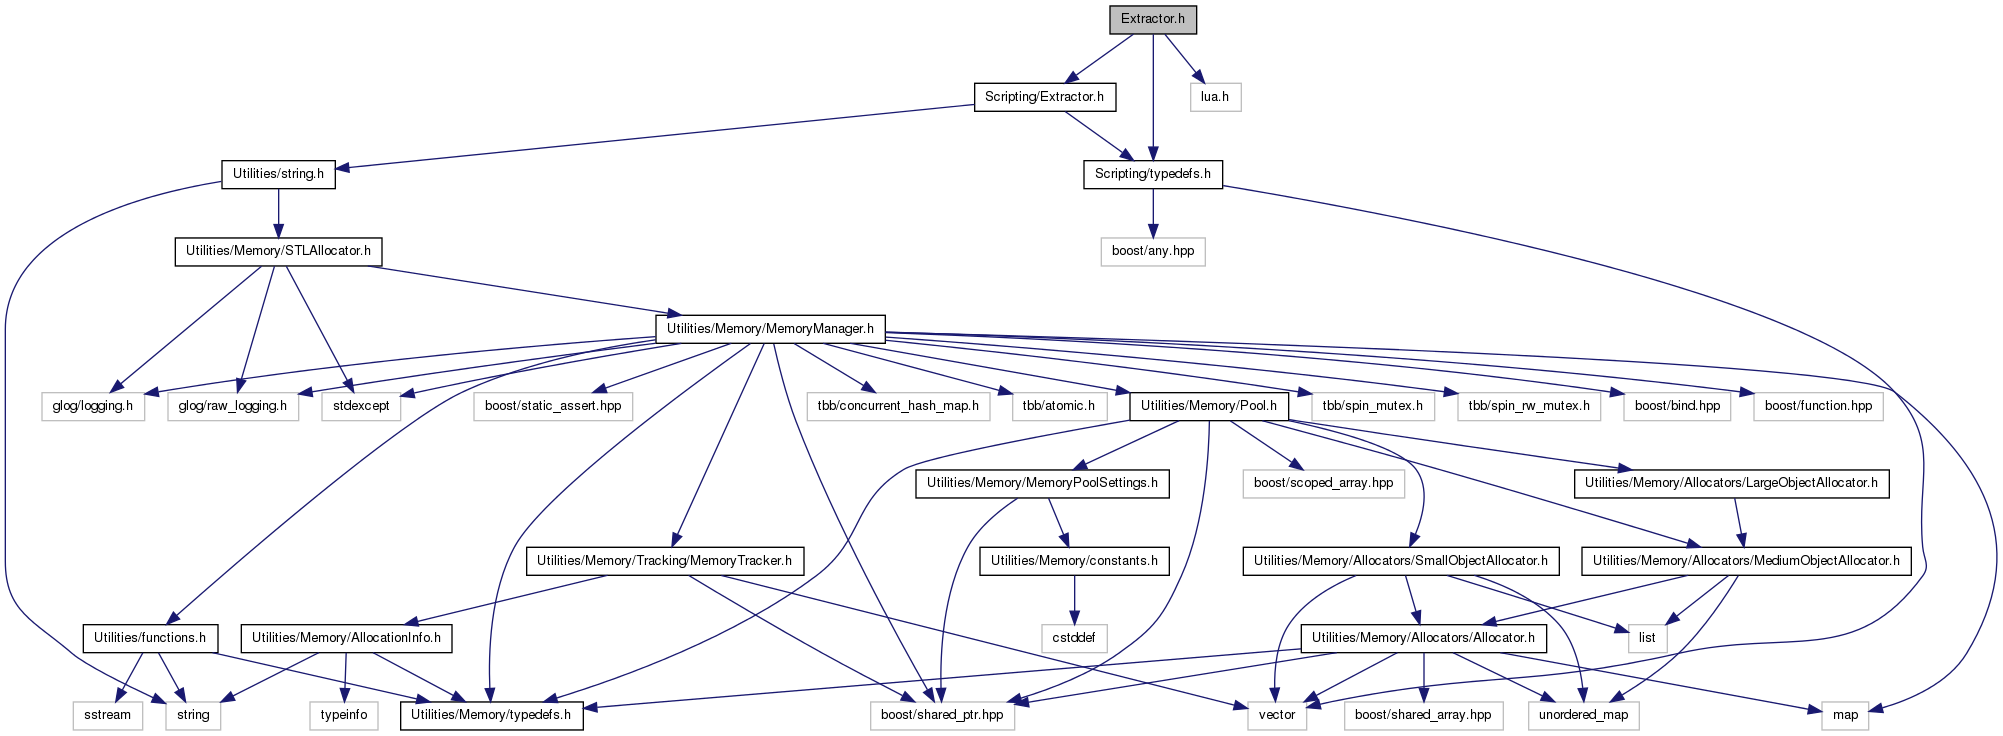 Extractor.h
Scripting/Extractor.h
lua.h
Utilities/string.h
Scripting/typedefs.h
Utilities/Memory/STLAllocator.h
boost/any.hpp
Utilities/Memory/MemoryManager.h
glog/logging.h
glog/raw_logging.h
stdexcept
boost/static_assert.hpp
tbb/concurrent_hash_map.h
tbb/atomic.h
Utilities/Memory/Pool.h
tbb/spin_mutex.h
tbb/spin_rw_mutex.h
boost/bind.hpp
boost/function.hpp
Utilities/Memory/MemoryPoolSettings.h
boost/scoped_array.hpp
Utilities/Memory/Allocators/LargeObjectAllocator.h
Utilities/Memory/Tracking/MemoryTracker.h
Utilities/Memory/constants.h
Utilities/Memory/Allocators/SmallObjectAllocator.h
Utilities/Memory/Allocators/MediumObjectAllocator.h
Utilities/functions.h
Utilities/Memory/AllocationInfo.h
cstddef
Utilities/Memory/Allocators/Allocator.h
list
sstream
string
typeinfo
Utilities/Memory/typedefs.h
boost/shared_ptr.hpp
vector
boost/shared_array.hpp
unordered_map
map